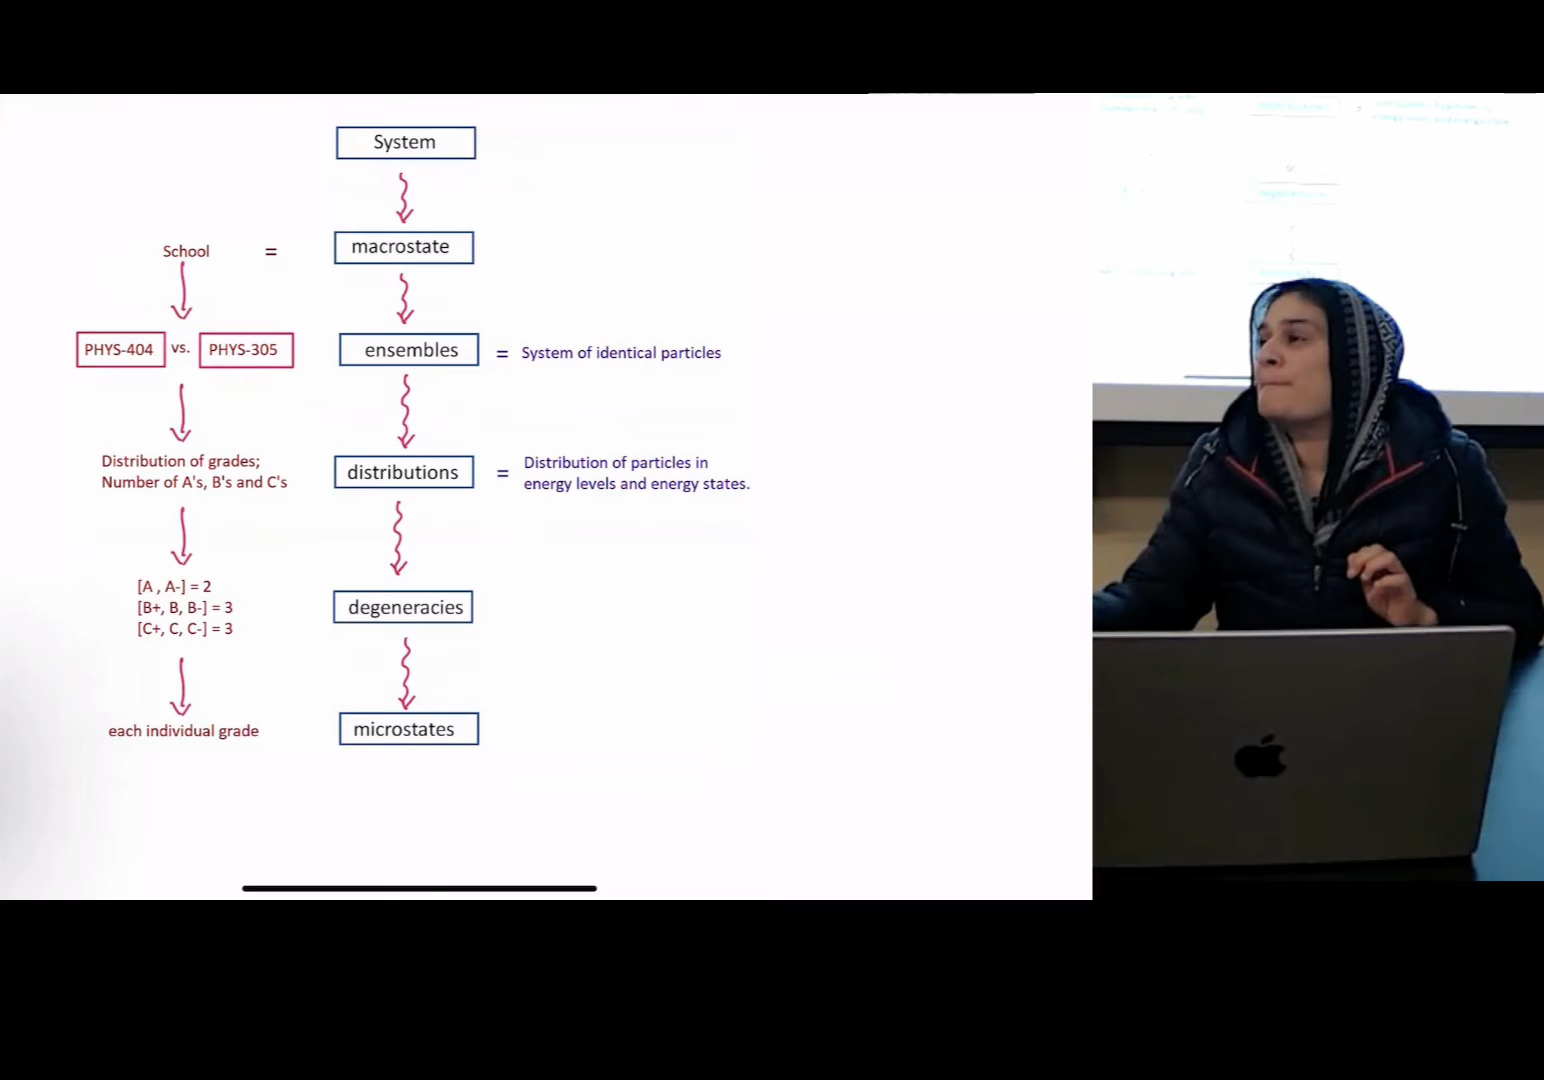 System
School = macrostate
PHYS-404 vs. PHYS-305
ensembles = System of identical particles
Distribution of grades;
Number of A's, B's and C's
distributions = Distribution of particles in
energy levels and energy states.
[A , A-] = 2
[B+, B, B-] = 3
[C+, C, C-] = 3
degeneracies
each individual grade
microstates